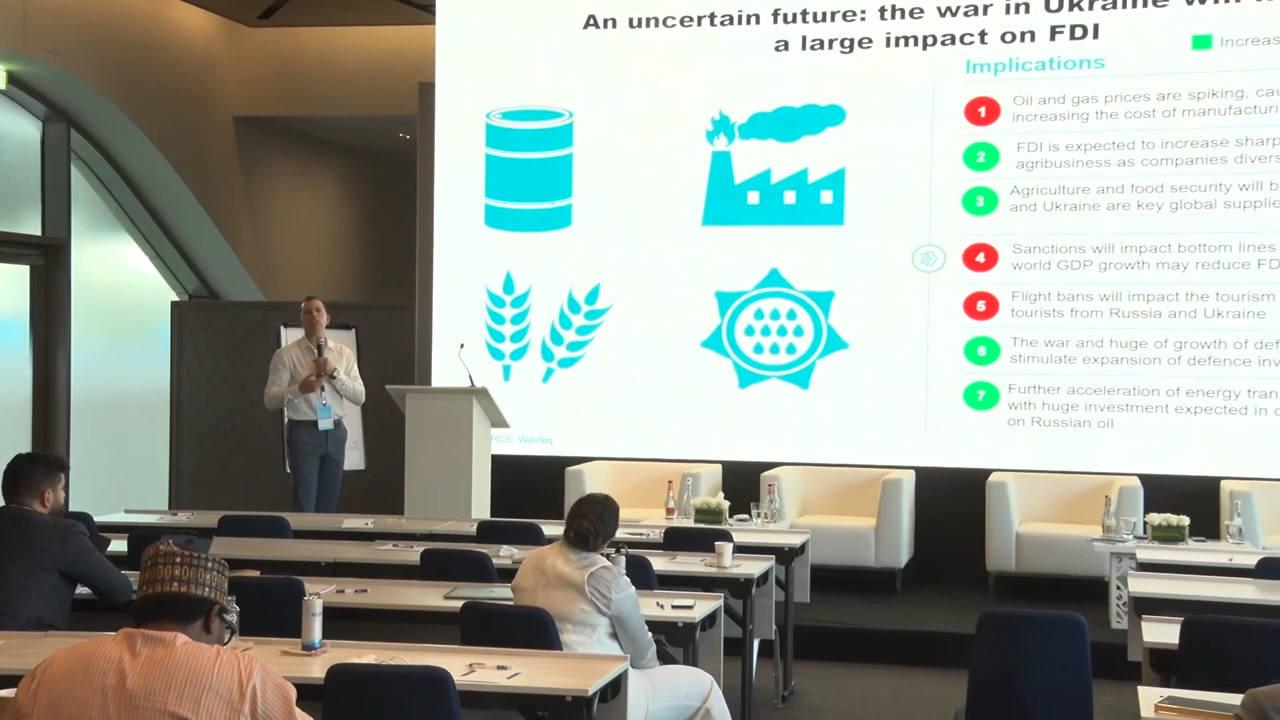 An uncertain future: the war in Ukraine will
a large impact on FDI
Increas
Implications
1
Oil and gas prices are spiking, cau
increasing the cost of manufacturi
2
FDI is expected to increase sharp
agribusiness as companies divers
3
Agriculture and food security will b
and Ukraine are key global supplie
4
Sanctions will impact bottom lines
world GDP growth may reduce FD
5
Flight bans will impact the tourism
tourists from Russia and Ukraine
6
The war and huge of growth of def
stimulate expansion of defence inv
7
Further acceleration of energy tran
with huge investment expected in
on Russian oil
RCE: Wavteq